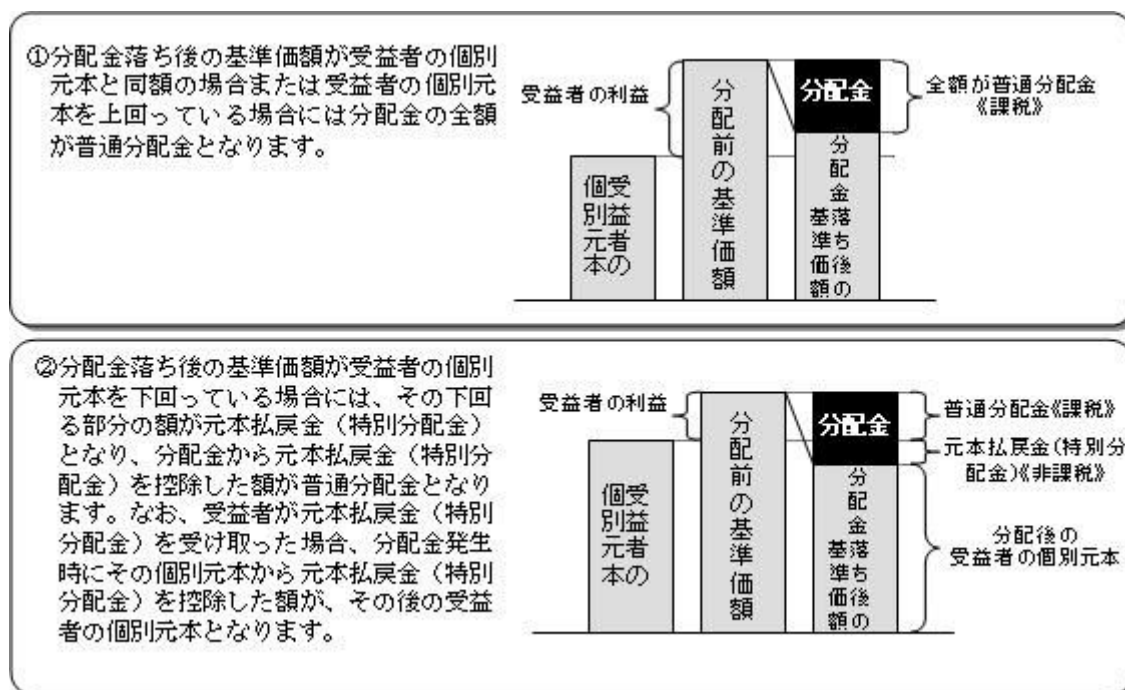 ①分配金落ち後の基準価額が受益者の個別
元本と同額の場合または受益者の個別元
本を上回っている場合には分配金の全額
が普通分配金となります。
受益者の利益
分配前の基準価額
分配金
全額が普通分配金
《課税》
受益者の
個別元本
分配金落ち後の
基準価額
②分配金落ち後の基準価額が受益者の個別
元本を下回っている場合には、その下回
る部分の額が元本払戻金（特別分配金）
となり、分配金から元本払戻金（特別分
配金）を控除した額が普通分配金となり
ます。なお、受益者が元本払戻金（特別
分配金）を受け取った場合、分配金発生
時にその個別元本から元本払戻金（特別
分配金）を控除した額が、その後の受益
者の個別元本となります。
受益者の利益
分配前の基準価額
分配金
普通分配金《課税》
元本払戻金(特別分
配金)《非課税》
受益者の
個別元本
分配金落ち後の
基準価額
分配後の
受益者の個別元本